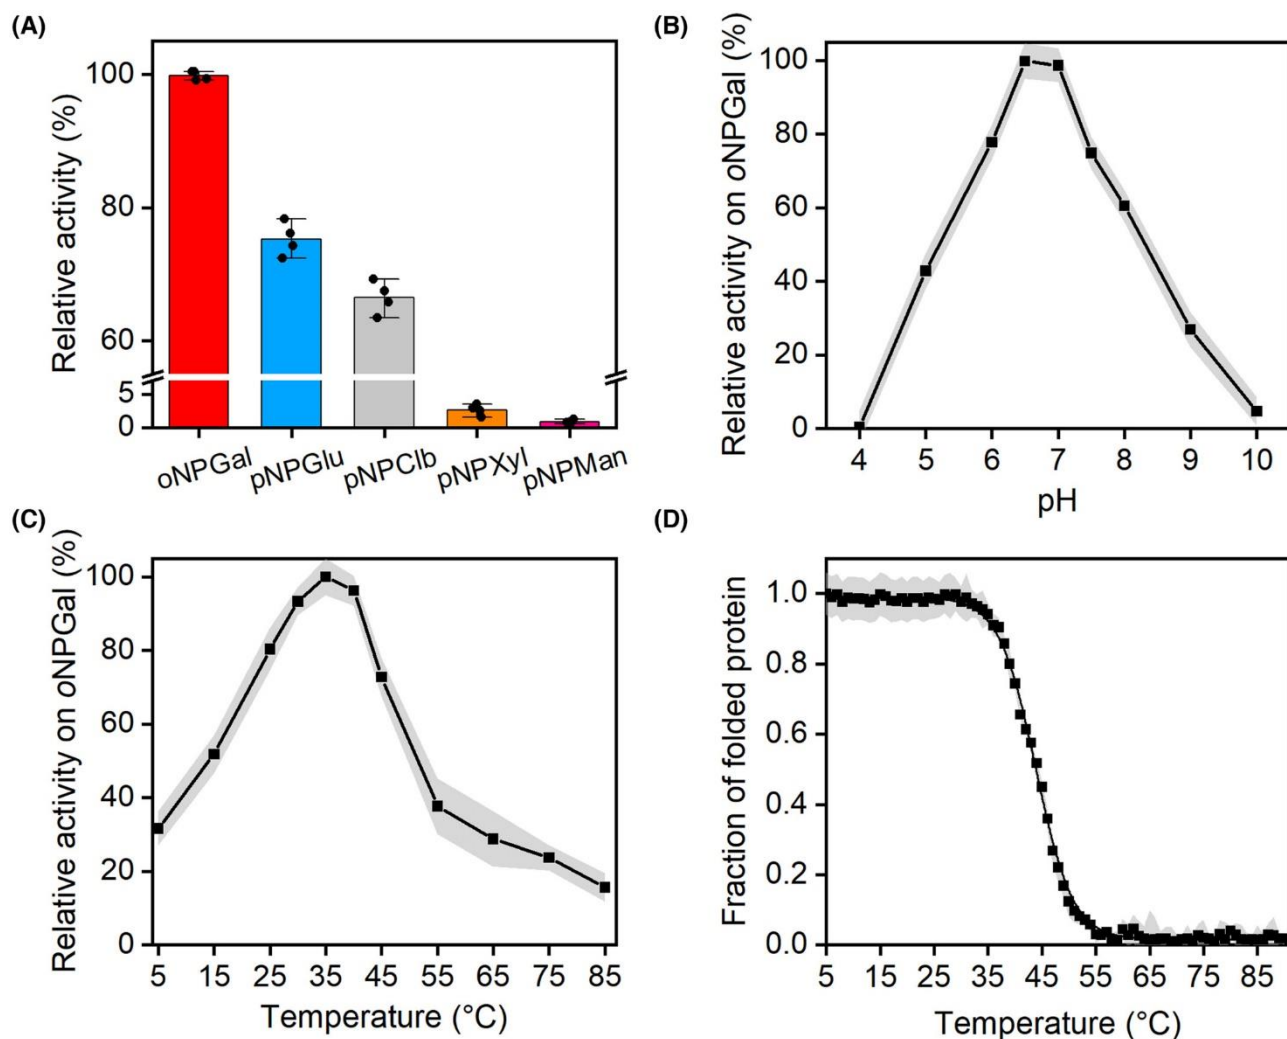 (A)
Relative activity (%)
100
80
60
5
0
oNPGal
pNPGlu
pNPClb
pNPXyl
pNPMan
(B)
Relative activity on oNPGal (%)
100
80
60
40
20
0
4 5 6 7 8 9 10
pH
(C)
Relative activity on oNPGal (%)
100
80
60
40
20
0
5 15 25 35 45 55 65 75 85
Temperature (°C)
(D)
Fraction of folded protein
1.0
0.8
0.6
0.4
0.2
0.0
5 15 25 35 45 55 65 75 85
Temperature (°C)